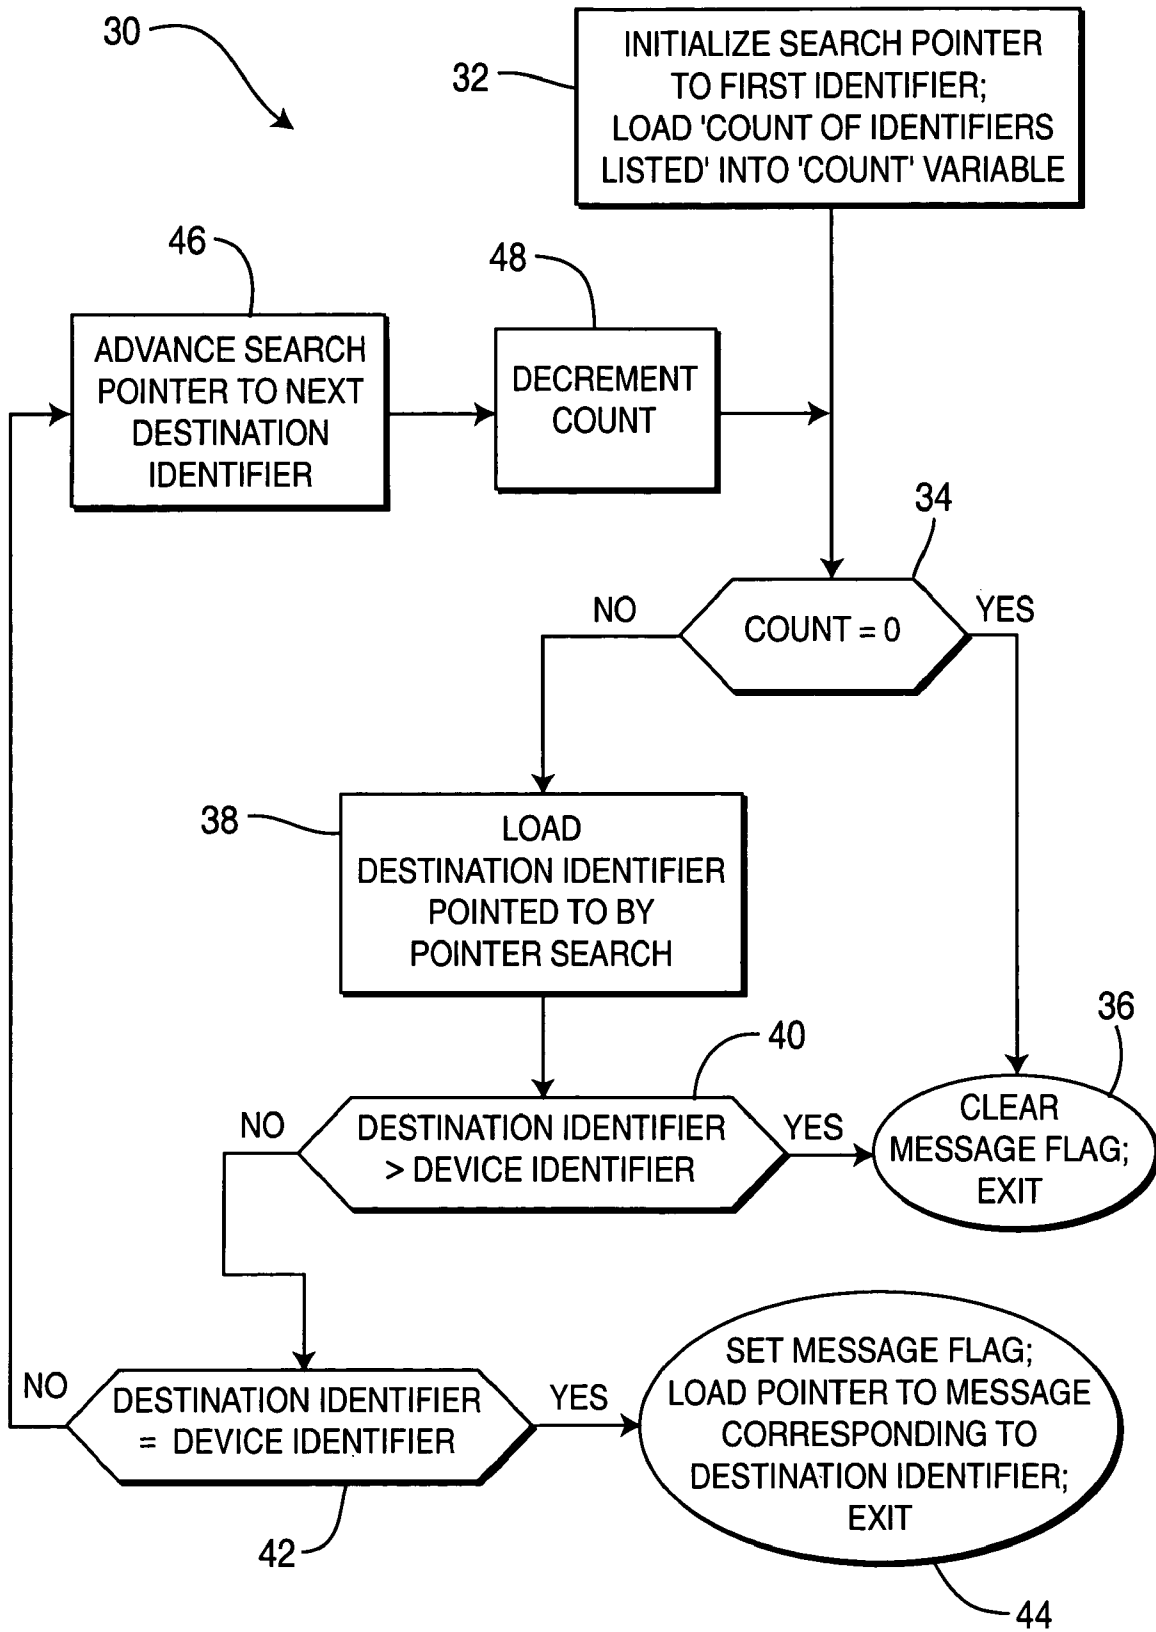 30
32
INITIALIZE SEARCH POINTER
TO FIRST IDENTIFIER;
LOAD 'COUNT OF IDENTIFIERS
LISTED' INTO 'COUNT' VARIABLE
46
ADVANCE SEARCH
POINTER TO NEXT
DESTINATION
IDENTIFIER
48
DECREMENT
COUNT
34
NO
COUNT = 0
YES
38
LOAD
DESTINATION IDENTIFIER
POINTED TO BY
POINTER SEARCH
40
NO
DESTINATION IDENTIFIER
> DEVICE IDENTIFIER
YES
36
CLEAR
MESSAGE FLAG;
EXIT
NO
DESTINATION IDENTIFIER
= DEVICE IDENTIFIER
YES
42
SET MESSAGE FLAG;
LOAD POINTER TO MESSAGE
CORRESPONDING TO
DESTINATION IDENTIFIER;
EXIT
44